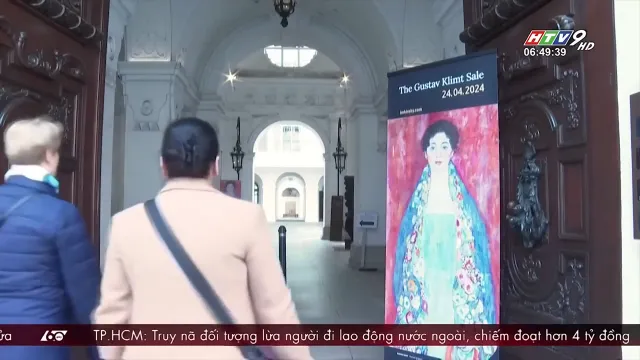 HTV9 HD
06:49:39
The Gustav Klimt Sale
24.04.2024
ửa
TP.HCM: Truy nã đối tượng lừa người đi lao động nước ngoài, chiếm đoạt hơn 4 tỷ đồng